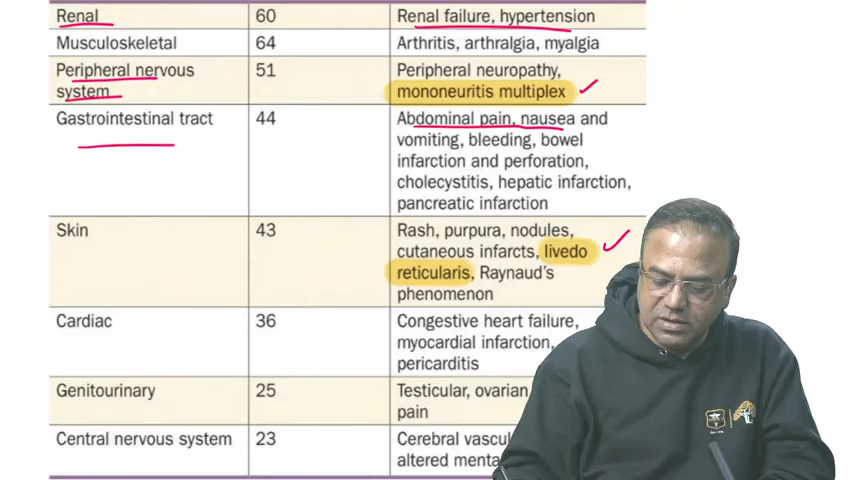 Renal 60 Renal failure, hypertension
Musculoskeletal 64 Arthritis, arthralgia, myalgia
Peripheral nervous 51 Peripheral neuropathy,
system mononeuritis multiplex
Gastrointestinal tract 44 Abdominal pain, nausea and
vomiting, bleeding, bowel
infarction and perforation,
cholecystitis, hepatic infarction,
pancreatic infarction
Skin 43 Rash, purpura, nodules,
cutaneous infarcts, livedo
reticularis, Raynaud's
phenomenon
Cardiac 36 Congestive heart failure,
myocardial infarction,
pericarditis
Genitourinary 25 Testicular, ovarian
pain
Central nervous system 23 Cerebral
altered